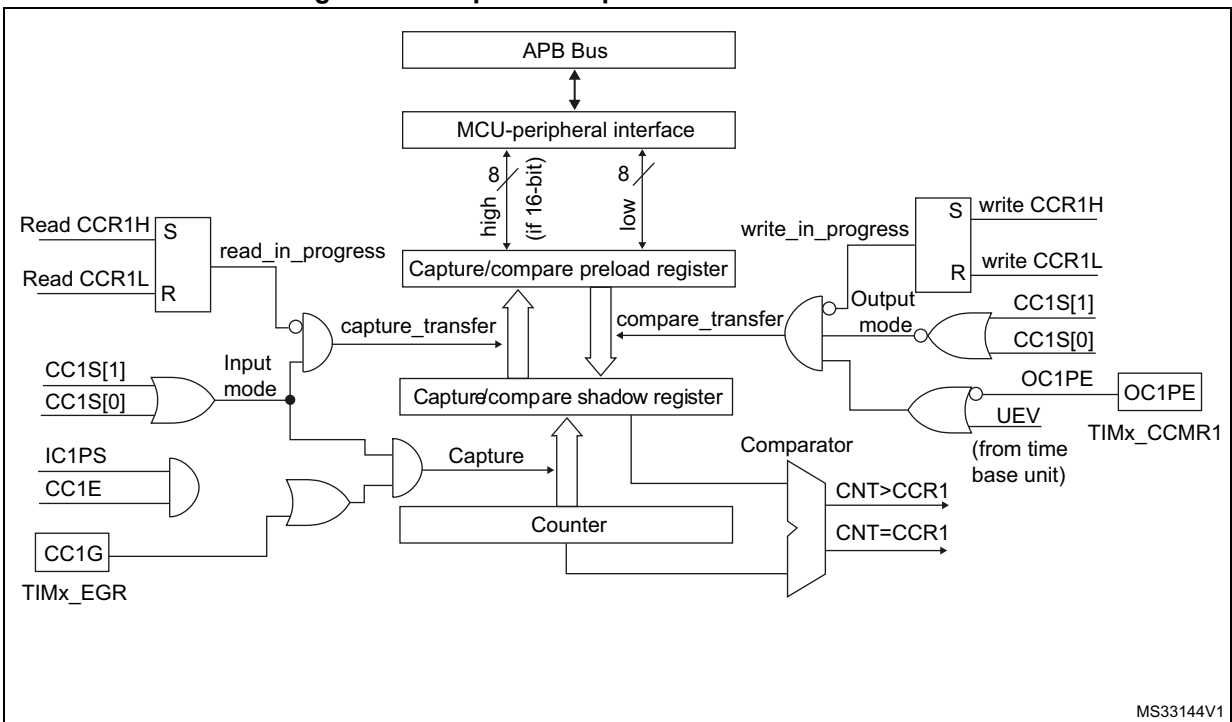 APB Bus
MCU-peripheral interface
8
high
(if 16-bit)
8
low
Read CCR1H
S
read_in_progress
Read CCR1L
R
write_in_progress
S
write CCR1H
R
write CCR1L
Capture/compare preload register
capture_transfer
compare_transfer
Output
mode
CC1S[1]
CC1S[0]
CC1S[1]
CC1S[0]
Input
mode
Capture/compare shadow register
OC1PE
OC1PE
UEV
TIMx_CCMR1
(from time
base unit)
IC1PS
CC1E
Capture
Comparator
CNT>CCR1
CNT=CCR1
Counter
CC1G
TIMx_EGR
MS33144V1